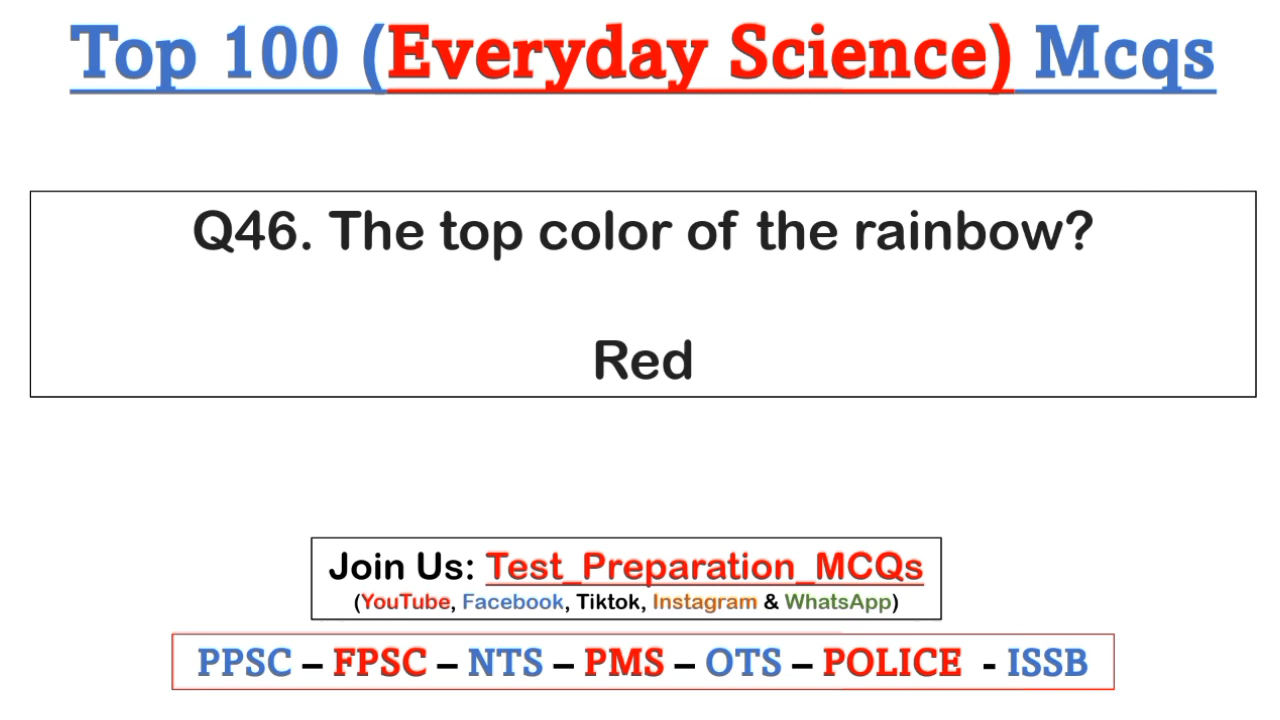 Top 100 (Everyday Science) Mcqs
Q46. The top color of the rainbow?
Red
Join Us: Test_Preparation_MCQs
(YouTube, Facebook, Tiktok, Instagram & WhatsApp)
PPSC – FPSC – NTS – PMS – OTS – POLICE - ISSB